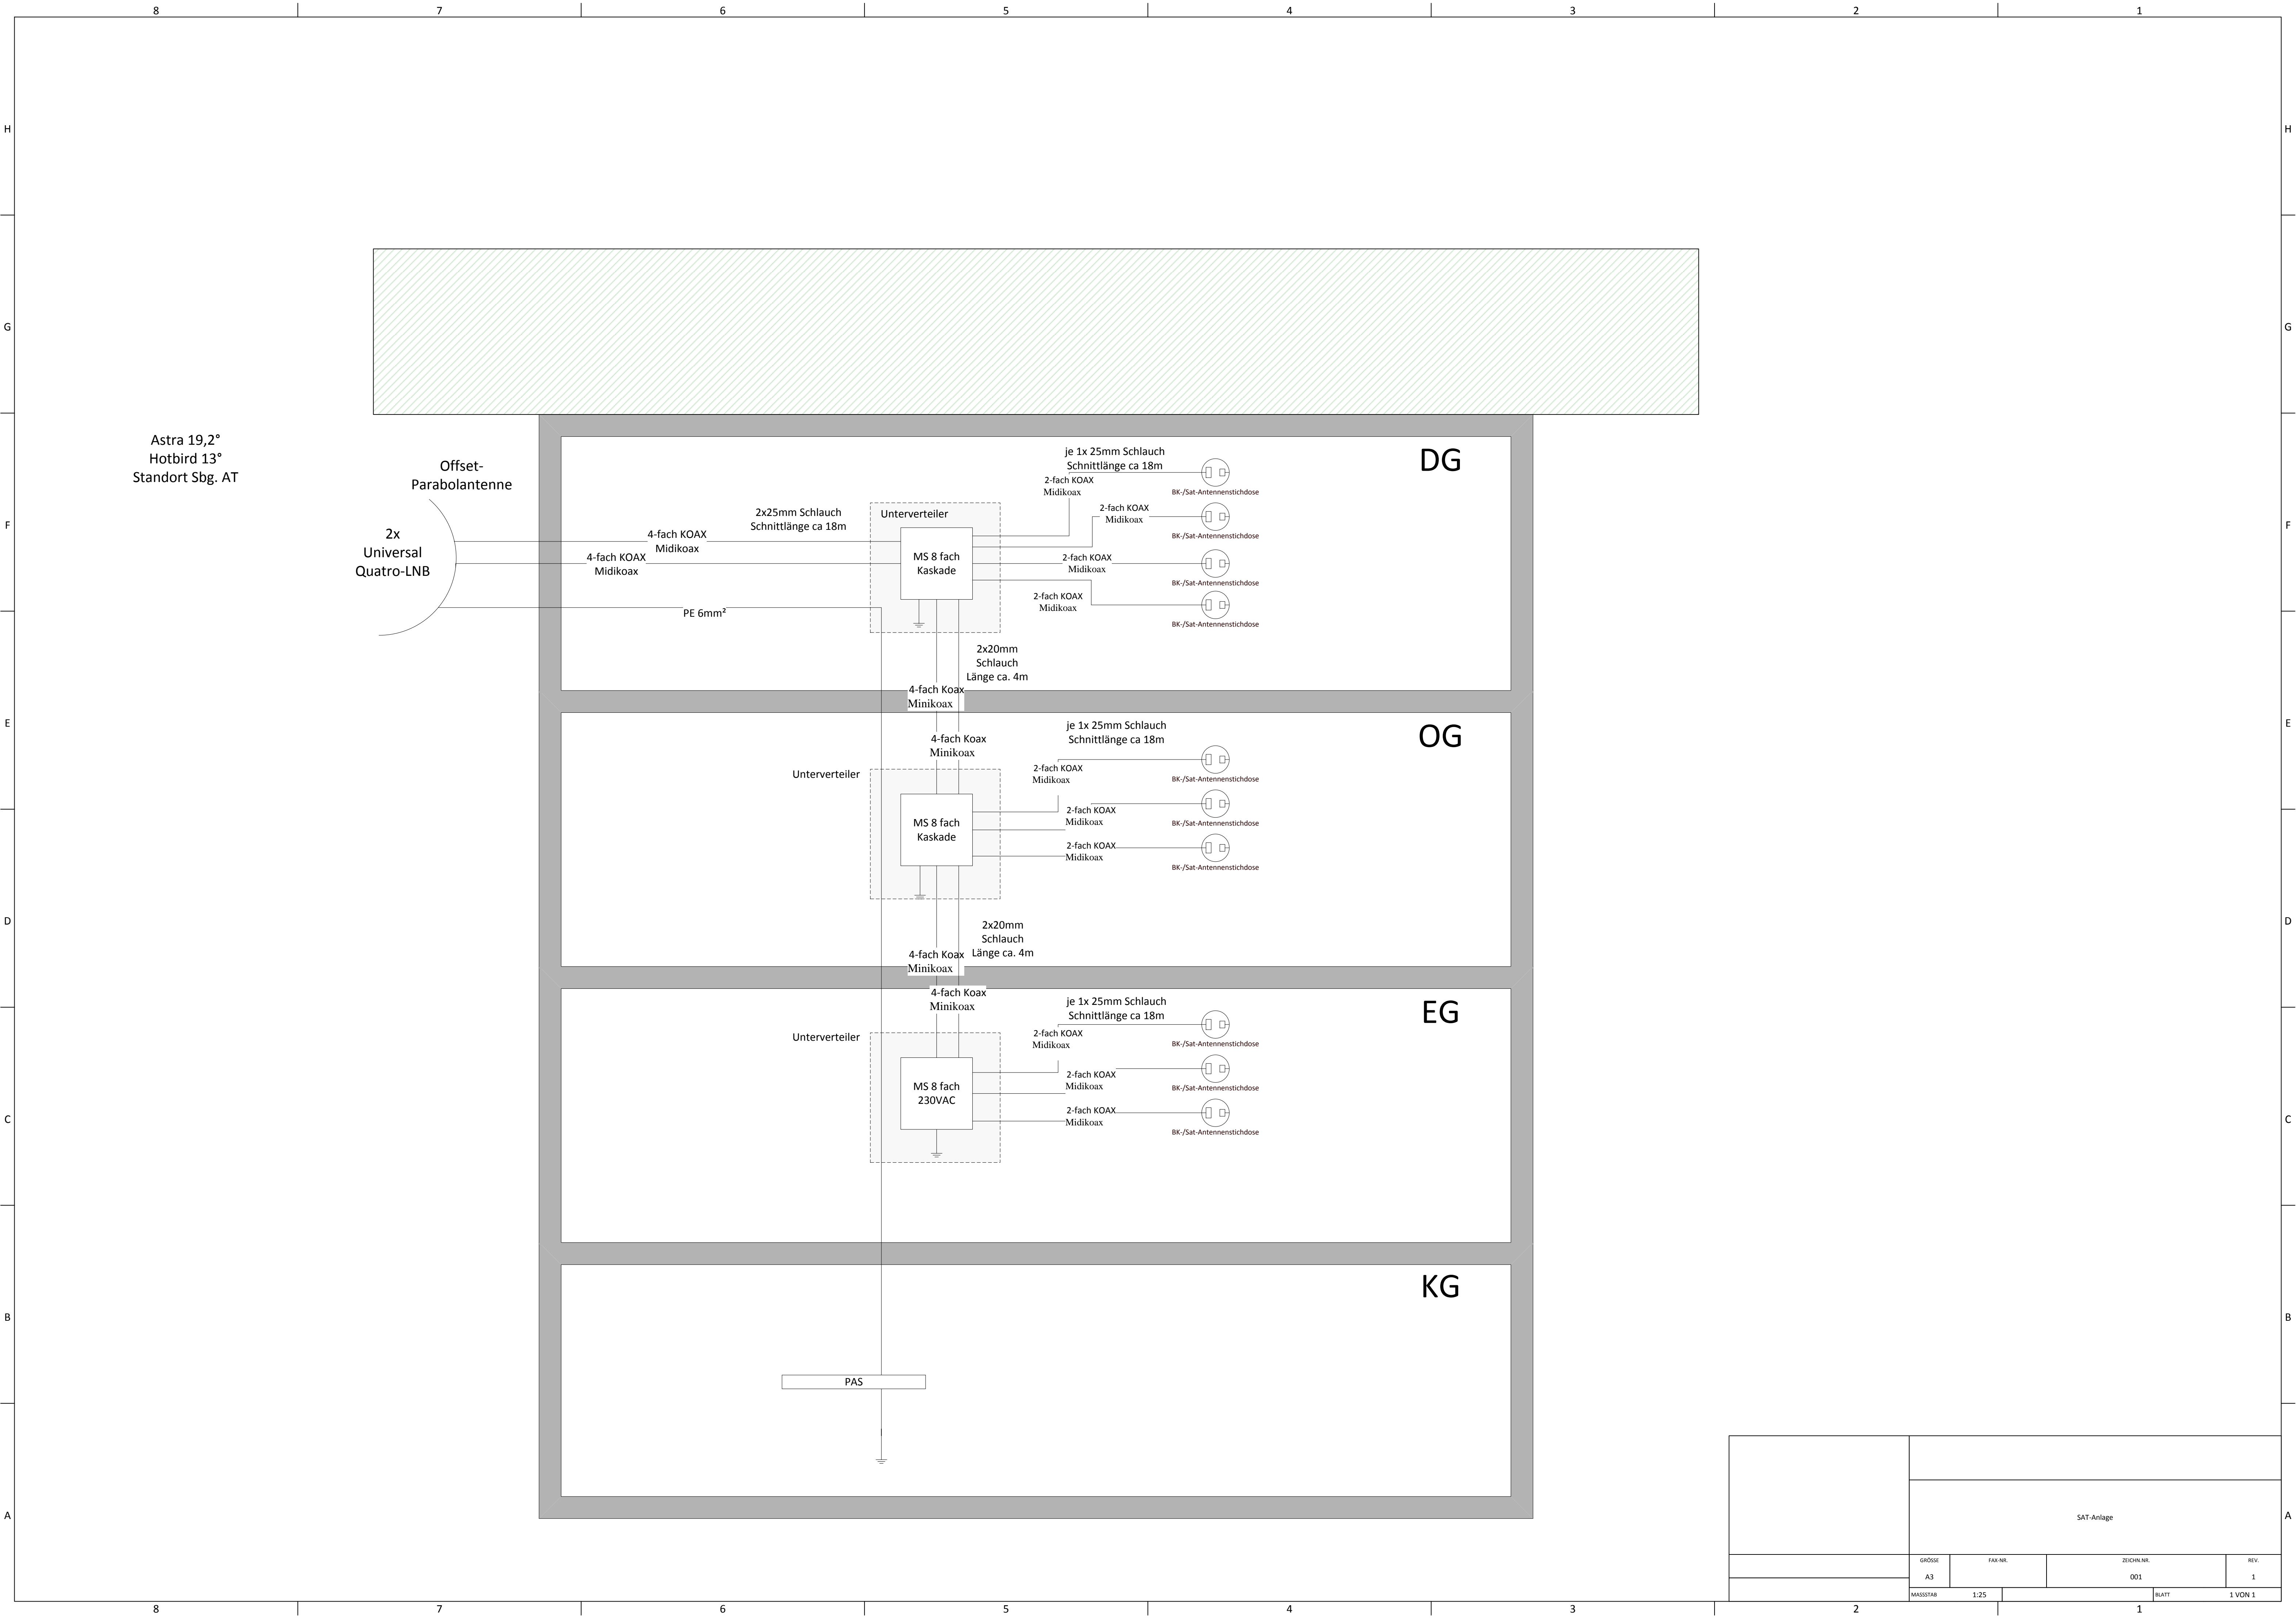 8 7 6 5 4 3 2 1
H H
G G
F F
E E
D D
C C
B B
A A
Astra 19,2°
Hotbird 13°
Standort Sbg. AT
Offset-
Parabolantenne
2x
Universal
Quatro-LNB
4-fach KOAX
Midikoax
4-fach KOAX
Midikoax
PE 6mm²
2x25mm Schlauch
Schnittlänge ca 18m
Unterverteiler
MS 8 fach
Kaskade
je 1x 25mm Schlauch
Schnittlänge ca 18m
2-fach KOAX
Midikoax
BK-/Sat-Antennenstichdose
2-fach KOAX
Midikoax
BK-/Sat-Antennenstichdose
2-fach KOAX
Midikoax
BK-/Sat-Antennenstichdose
2-fach KOAX
Midikoax
BK-/Sat-Antennenstichdose
DG
2x20mm
Schlauch
Länge ca. 4m
4-fach Koax
Minikoax
4-fach Koax
Minikoax
Unterverteiler
MS 8 fach
Kaskade
je 1x 25mm Schlauch
Schnittlänge ca 18m
2-fach KOAX
Midikoax
BK-/Sat-Antennenstichdose
2-fach KOAX
Midikoax
BK-/Sat-Antennenstichdose
2-fach KOAX
Midikoax
BK-/Sat-Antennenstichdose
OG
2x20mm
Schlauch
Länge ca. 4m
4-fach Koax
Minikoax
4-fach Koax
Minikoax
Unterverteiler
MS 8 fach
230VAC
je 1x 25mm Schlauch
Schnittlänge ca 18m
2-fach KOAX
Midikoax
BK-/Sat-Antennenstichdose
2-fach KOAX
Midikoax
BK-/Sat-Antennenstichdose
2-fach KOAX
Midikoax
BK-/Sat-Antennenstichdose
EG
KG
PAS
SAT-Anlage
GRÖSSE FAX-NR. ZEICHN.NR. REV.
A3 001 1
MASSSTAB 1:25 BLATT 1 VON 1
8 7 6 5 4 3 2 1